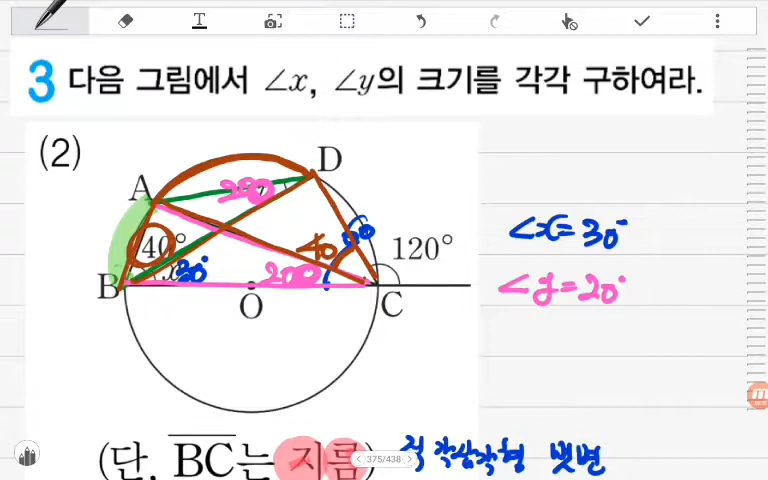 T
3 다음 그림에서 ∠x, ∠y의 크기를 각각 구하여라.
(2)
D
A
200
y
60
40° 40 120° ∠x=30°
x 30° 200 ∠y=20°
B O C
(단, BC는 지름) 직각삼각형 빗변
375/438